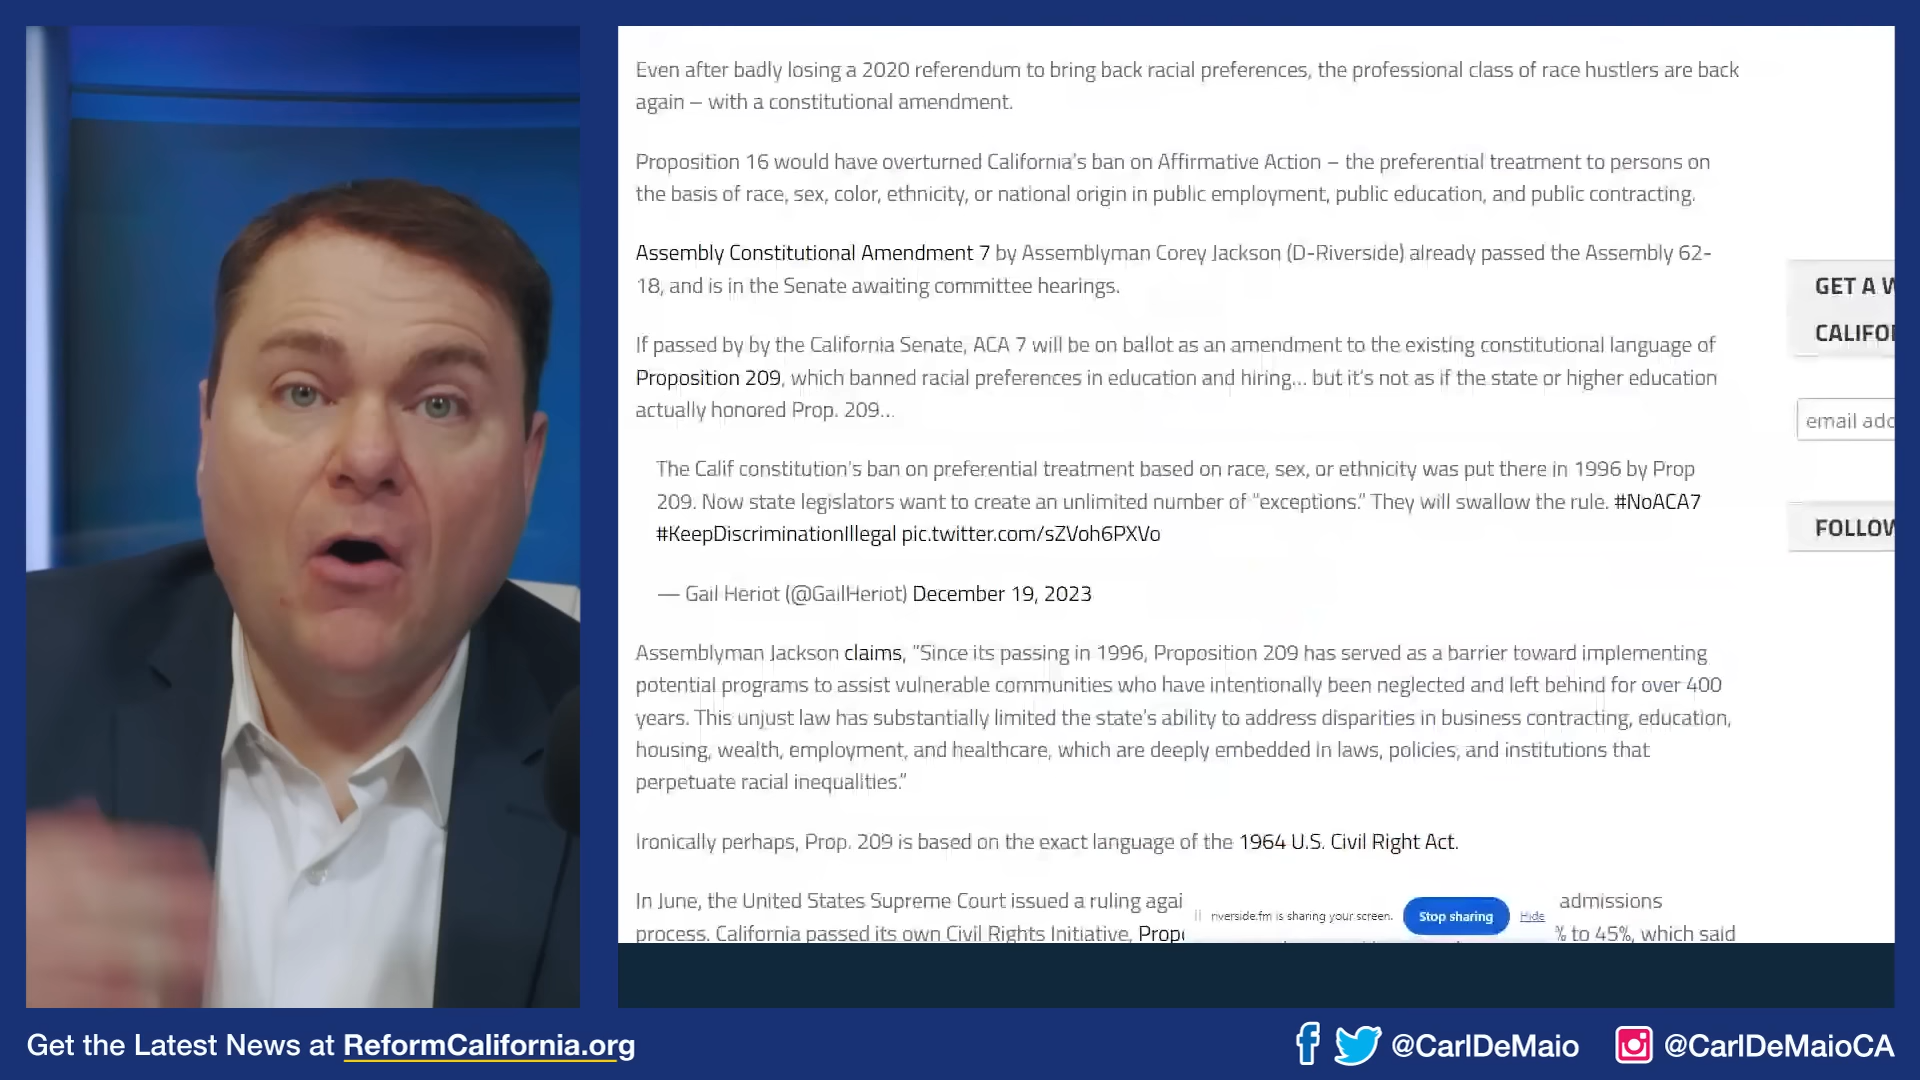 Even after badly losing a 2020 referendum to bring back racial preferences, the professional class of race hustlers are back
again – with a constitutional amendment.
Proposition 16 would have overturned California's ban on Affirmative Action – the preferential treatment to persons on
the basis of race, sex, color, ethnicity, or national origin in public employment, public education, and public contracting.
Assembly Constitutional Amendment 7 by Assemblyman Corey Jackson (D-Riverside) already passed the Assembly 62-
18, and is in the Senate awaiting committee hearings.
If passed by by the California Senate, ACA 7 will be on ballot as an amendment to the existing constitutional language of
Proposition 209, which banned racial preferences in education and hiring… but it's not as if the state or higher education
actually honored Prop. 209…
The Calif constitution's ban on preferential treatment based on race, sex, or ethnicity was put there in 1996 by Prop
209. Now state legislators want to create an unlimited number of "exceptions." They will swallow the rule. #NoACA7
#KeepDiscriminationIllegal pic.twitter.com/sZVoh6PXVo
— Gail Heriot (@GailHeriot) December 19, 2023
Assemblyman Jackson claims, "Since its passing in 1996, Proposition 209 has served as a barrier toward implementing
potential programs to assist vulnerable communities who have intentionally been neglected and left behind for over 400
years. This unjust law has substantially limited the state's ability to address disparities in business contracting, education,
housing, wealth, employment, and healthcare, which are deeply embedded in laws, policies, and institutions that
perpetuate racial inequalities."
Ironically perhaps, Prop. 209 is based on the exact language of the 1964 U.S. Civil Right Act.
In June, the United States Supreme Court issued a ruling agai admissions
process. California passed its own Civil Rights Initiative, Prop % to 45%, which said
riverside.fm is sharing your screen. Stop sharing Hide
GET A W
CALIFO
email add
FOLLOW
Get the Latest News at ReformCalifornia.org
@CarlDeMaio @CarlDeMaioCA